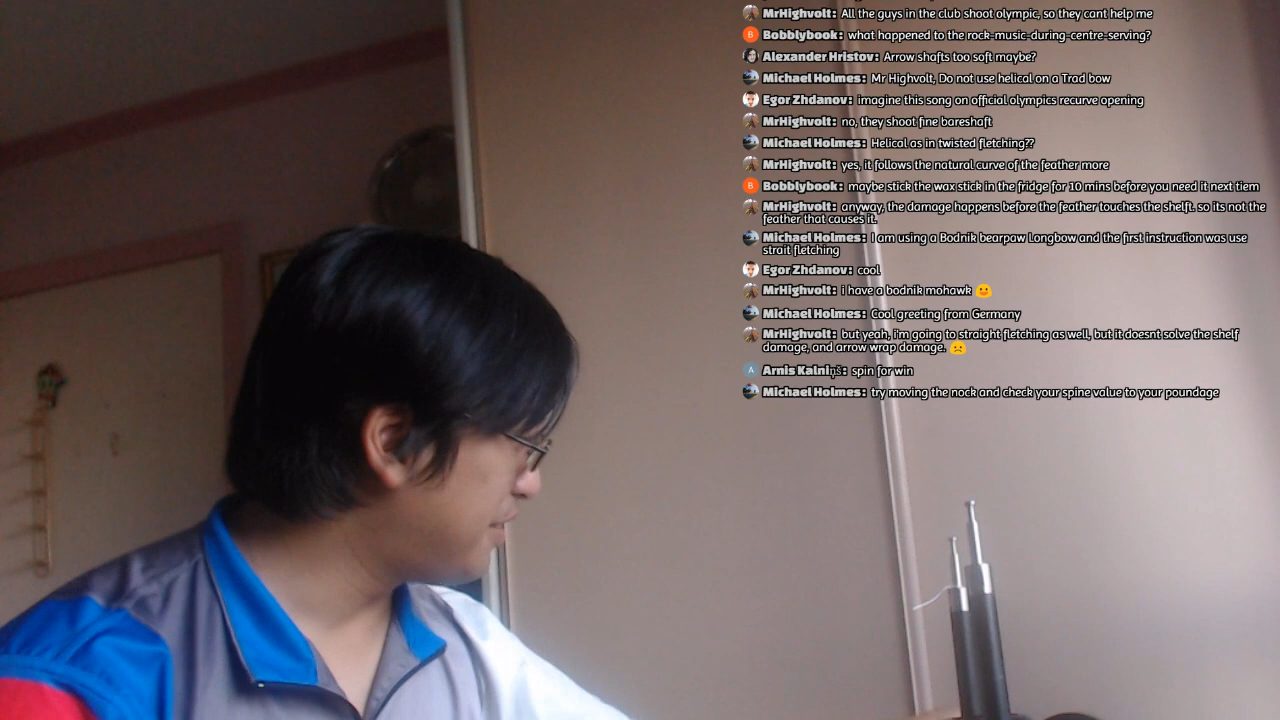 MrHighvolt: All the guys in the club shoot olympic, so they cant help me
Bobblybook: what happened to the rock-music-during-centre-serving?
Alexander Hristov: Arrow shafts too soft maybe?
Michael Holmes: Mr Highvolt, Do not use helical on a Trad bow
Egor Zhdanov: imagine this song on official olympics recurve opening
MrHighvolt: no, they shoot fine bareshaft
Michael Holmes: Helical as in twisted fletching??
MrHighvolt: yes, it follows the natural curve of the feather more
B Bobblybook: maybe stick the wax stick in the fridge for 10 mins before you need it next tiem
MrHighvolt: anyway, the damage happens before the feather touches the shelft. so its not the
feather that causes it.
Michael Holmes: I am using a Bodnik bearpaw Longbow and the first instruction was use
strait fletching
Egor Zhdanov: cool
MrHighvolt: i have a bodnik mohawk 😛
Michael Holmes: Cool greeting from Germany
MrHighvolt: but yeah, i'm going to straight fletching as well, but it doesnt solve the shelf
damage, and arrow wrap damage. 🙁
A Arnis Kalniņš: spin for win
Michael Holmes: try moving the nock and check your spine value to your poundage